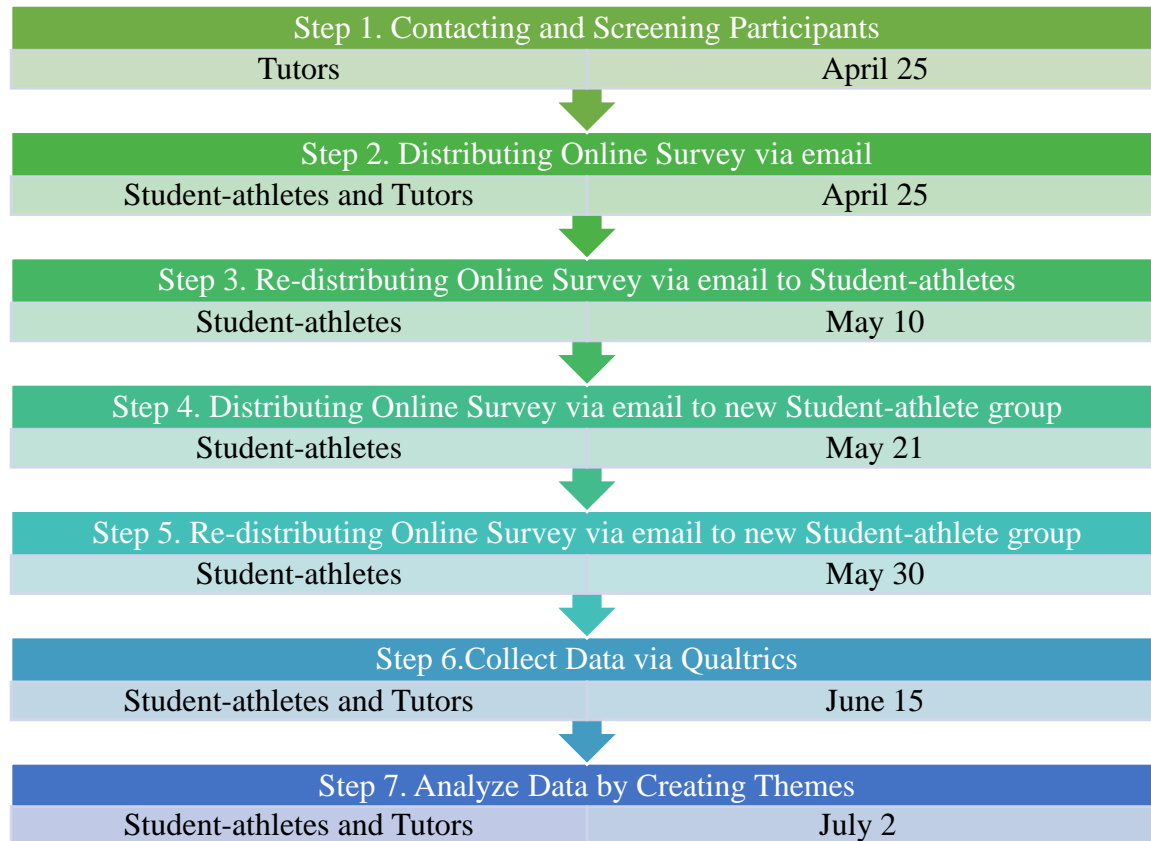 Step 1. Contacting and Screening Participants
Tutors April 25
Step 2. Distributing Online Survey via email
Student-athletes and Tutors April 25
Step 3. Re-distributing Online Survey via email to Student-athletes
Student-athletes May 10
Step 4. Distributing Online Survey via email to new Student-athlete group
Student-athletes May 21
Step 5. Re-distributing Online Survey via email to new Student-athlete group
Student-athletes May 30
Step 6.Collect Data via Qualtrics
Student-athletes and Tutors June 15
Step 7. Analyze Data by Creating Themes
Student-athletes and Tutors July 2